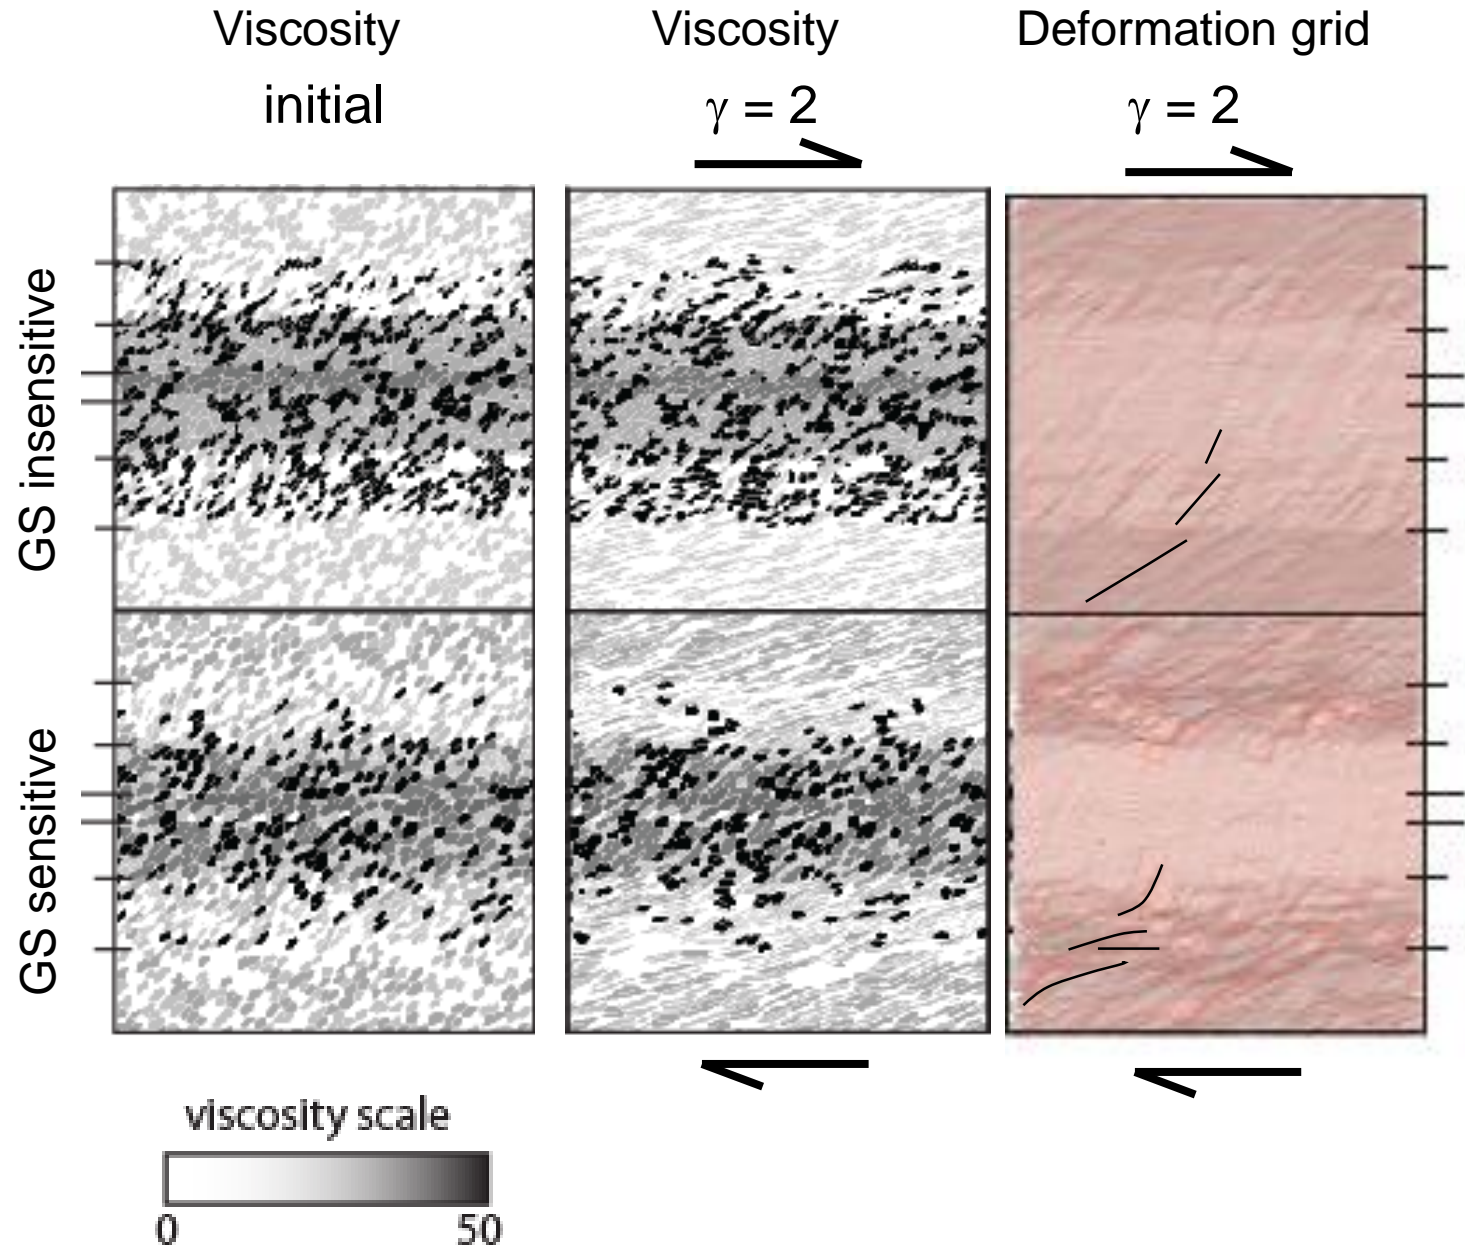 Viscosity
initial
Viscosity
γ = 2
Deformation grid
γ = 2
GS insensitive
GS sensitive
viscosity scale
0
50